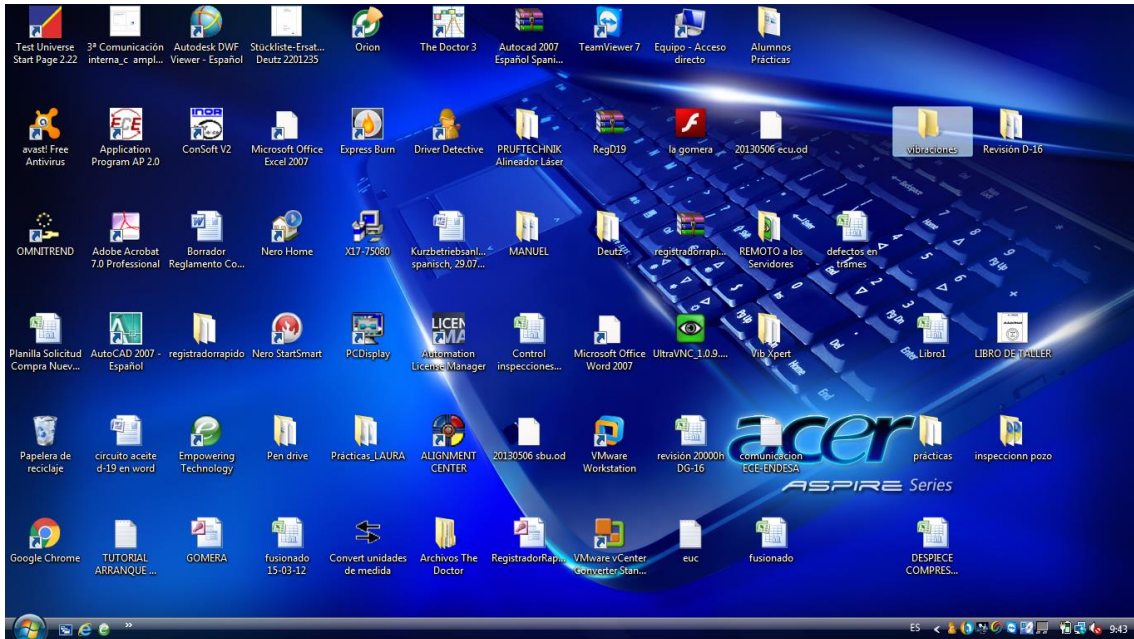 Test Universe
Start Page 2.22
3ª Comunicación
interna_c ampl...
Autodesk DWF
Viewer - Español
Stückliste-Ersat...
Deutz 2201235
Orion
The Doctor 3
Autocad 2007
Español Spani...
TeamViewer 7
Equipo - Acceso
directo
Alumnos
Prácticas
avast! Free
Antivirus
Application
Program AP 2.0
ConSoft V2
Microsoft Office
Excel 2007
Express Burn
Driver Detective
PRUFTECHNIK
Alineador Láser
RegD19
la gomera
20130506 ecu.od
vibraciones
Revisión D-16
OMNITREND
Adobe Acrobat
7.0 Professional
Borrador
Reglamento Co...
Nero Home
X17-75080
Kurzbetriebsanl...
spanisch, 29.07...
MANUEL
Deutz
registradorrapi...
REMOTO a los
Servidores
defectos en
trames
Planilla Solicitud
Compra Nuev...
AutoCAD 2007 -
Español
registradorrapido
Nero StartSmart
PCDisplay
Automation
License Manager
Control
inspecciones...
Microsoft Office
Word 2007
UltraVNC_1.0.9....
Vib Xpert
Libro1
LIBRO DE TALLER
Papelera de
reciclaje
circuito aceite
d-19 en word
Empowering
Technology
Pen drive
Prácticas_LAURA
ALIGNMENT
CENTER
20130506 sbu.od
VMware
Workstation
revisión 20000h
DG-16
comunicacion
ECE-ENDESA
prácticas
inspeccionn pozo
acer
ASPIRE Series
Google Chrome
TUTORIAL
ARRANQUE ...
GOMERA
fusionado
15-03-12
Convert unidades
de medida
Archivos The
Doctor
RegistradorRap...
VMware vCenter
Converter Stan...
euc
fusionado
DESPIECE
COMPRES...
ES
9:43